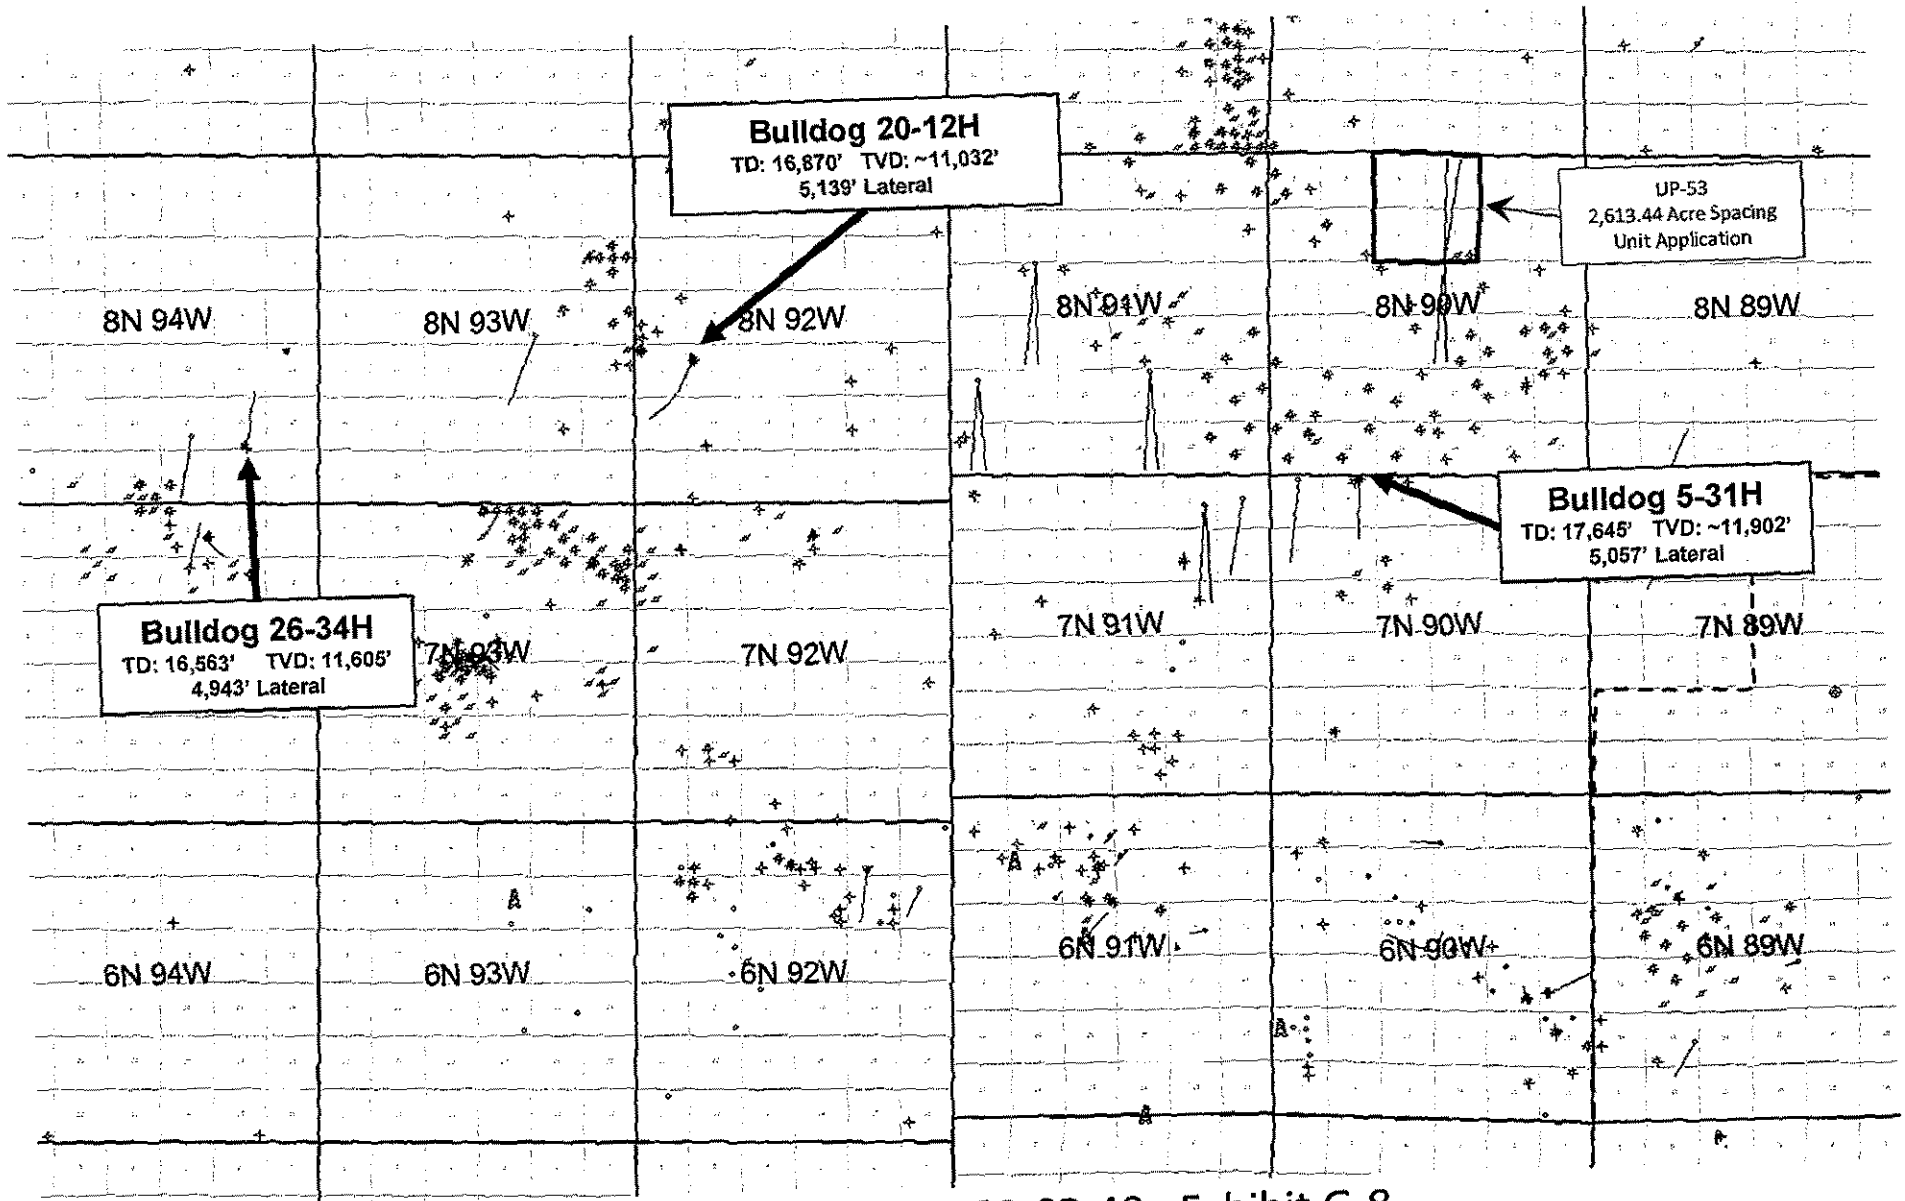 Bulldog 20-12H
TD: 16,870' TVD: ~11,032'
5,139' Lateral
UP-53
2,613.44 Acre Spacing
Unit Application
8N 94W
8N 93W
8N 92W
8N 91W
8N 90W
8N 89W
Bulldog 5-31H
TD: 17,645' TVD: ~11,902'
5,057' Lateral
Bulldog 26-34H
TD: 16,563' TVD: 11,605'
4,943' Lateral
7N 93W
7N 92W
7N 91W
7N 90W
7N 89W
6N 94W
6N 93W
6N 92W
6N 91W
6N 90W
6N 89W